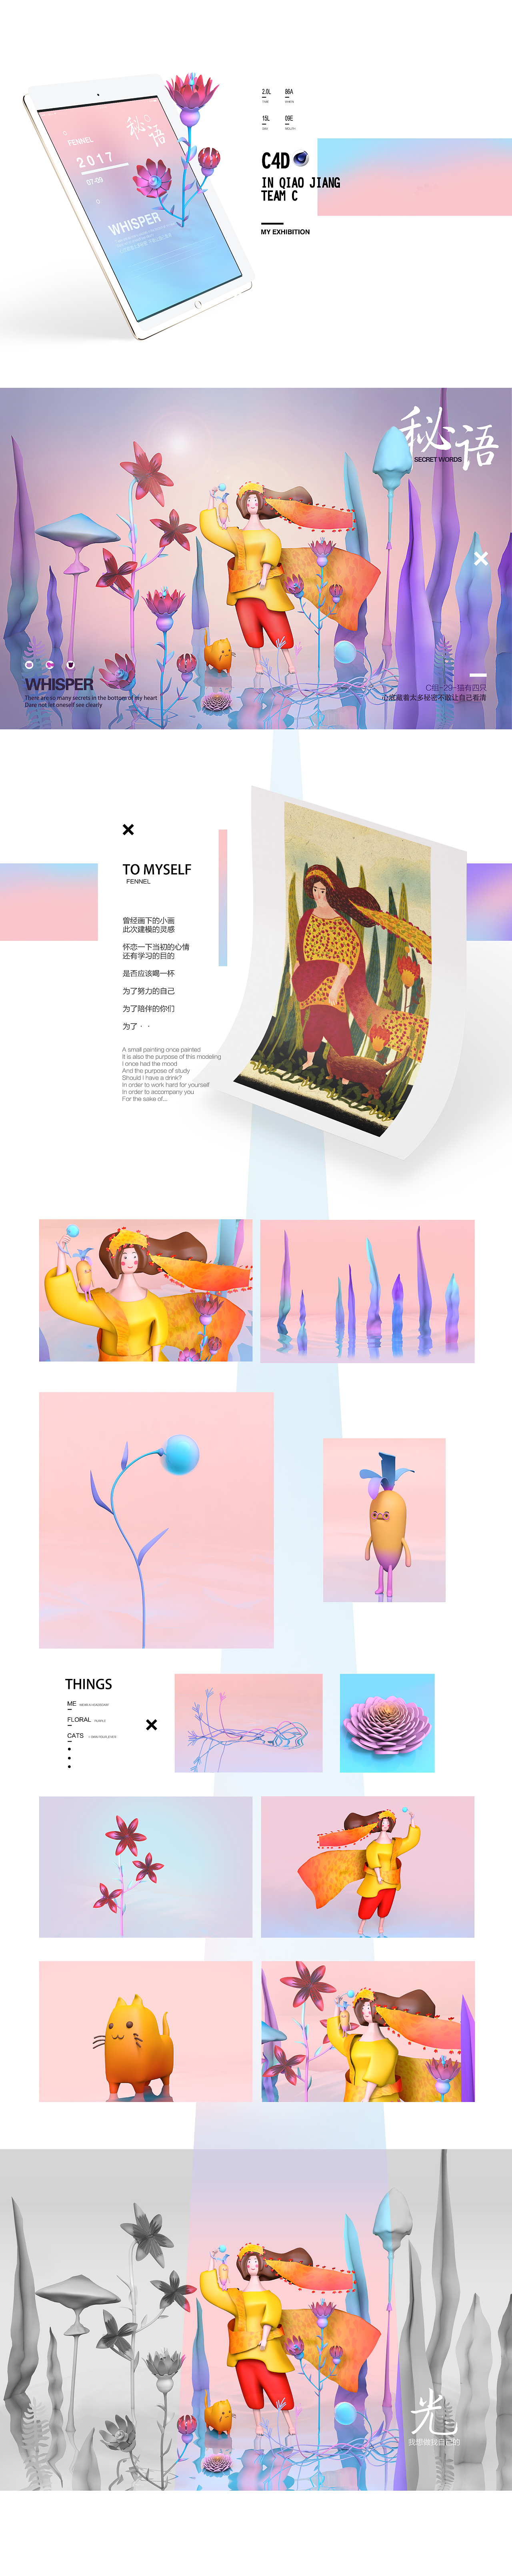 秘语
FENNEL
2017
07-09
WHISPER
2.0L
86A
15L
09E
C4D
IN QIAO JIANG
TEAM C
MY EXHIBITION
秘语
SECRET WORDS
WHISPER
There are so many secrets in the bottom of my heart
Dare not let oneself see clearly
心底藏着太多秘密不敢让自己看清
TO MYSELF
FENNEL
曾经画下的小画
此次建模的灵感
怀恋一下当初的心情
还有学习的目的
是否应该喝一杯
为了努力的自己
为了陪伴的你们
为了··
A small painting once painted
It is also the purpose of this modeling
I once had the mood
And the purpose of study
Should I have a drink?
In order to work hard for yourself
In order to accompany you
For the sake of...
THINGS
ME
FLORAL PURPLE
CATS
光
我想做我自己的